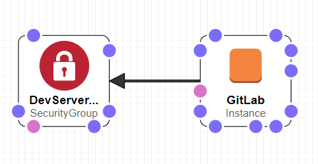 DevServer...
SecurityGroup
GitLab
Instance